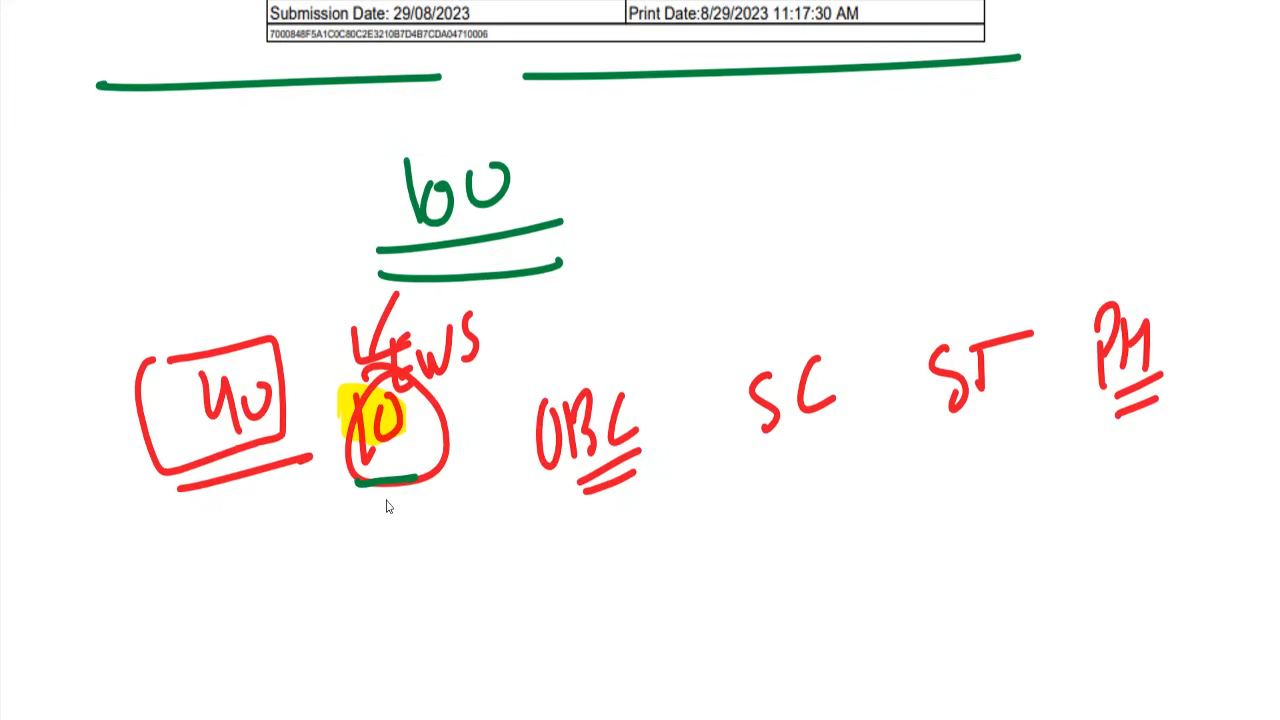 Submission Date: 29/08/2023 Print Date:8/29/2023 11:17:30 AM
7000848F5A1C0C80C2E3210B7D4B7CDA04710006
60
EWS
40 10 OBC SC ST PH